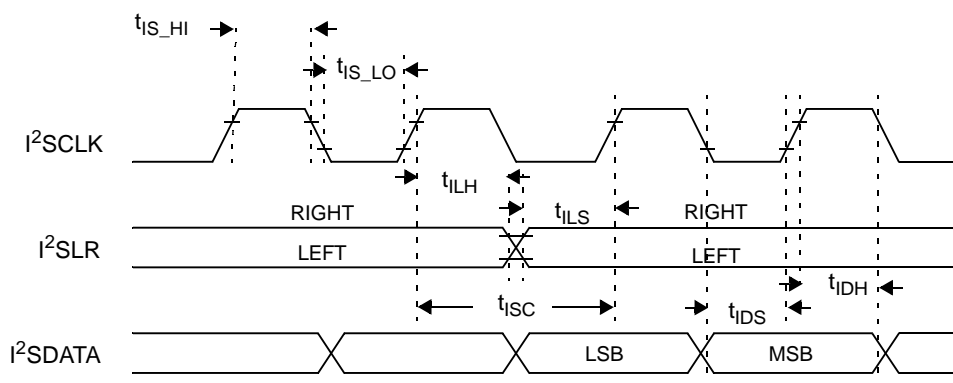 tIS_HI
tIS_LO
I²SCLK
tILH
tILS
RIGHT
RIGHT
I²SLR
LEFT
LEFT
tIDH
tISC
tIDS
I²SDATA
LSB
MSB